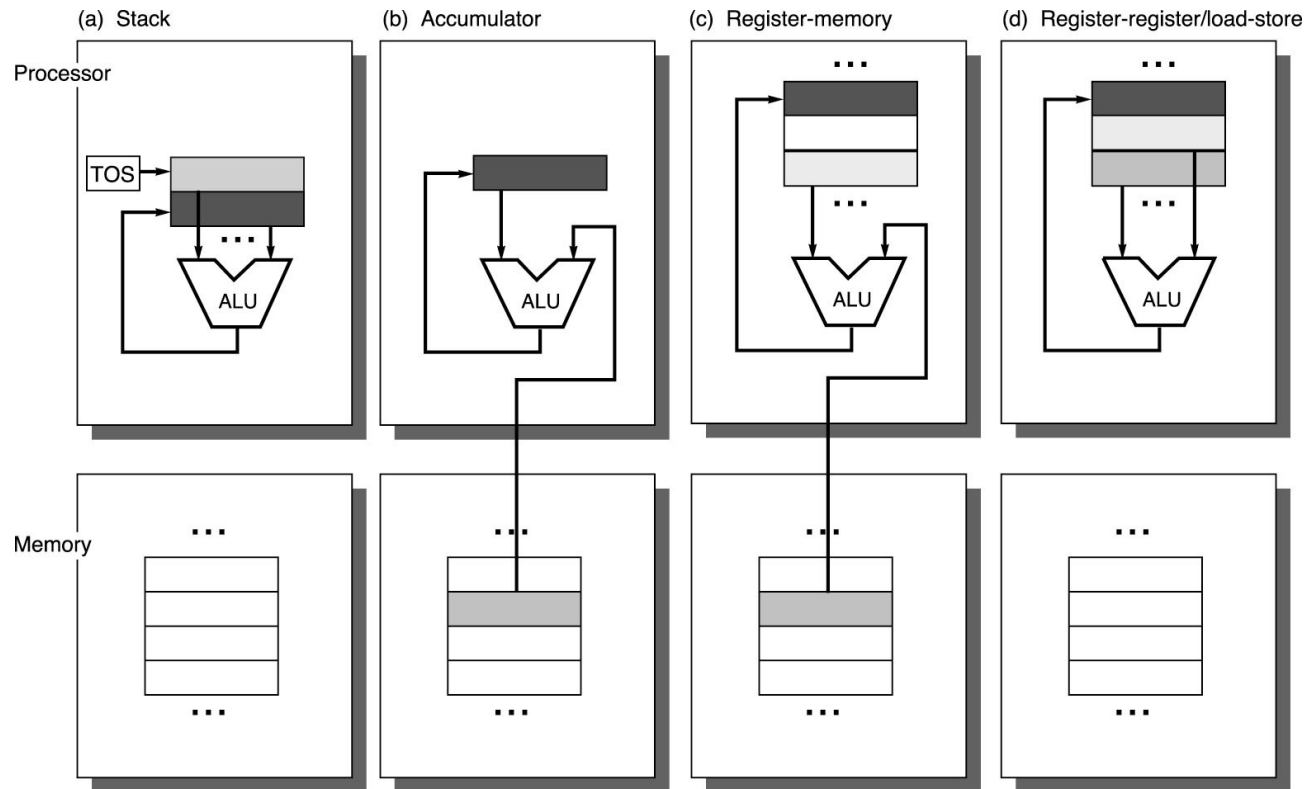 (a) Stack
(b) Accumulator
(c) Register-memory
(d) Register-register/load-store
Processor
...
...
TOS
...
...
...
ALU
ALU
ALU
ALU
Memory
...
...
...
...
...
...
...
...